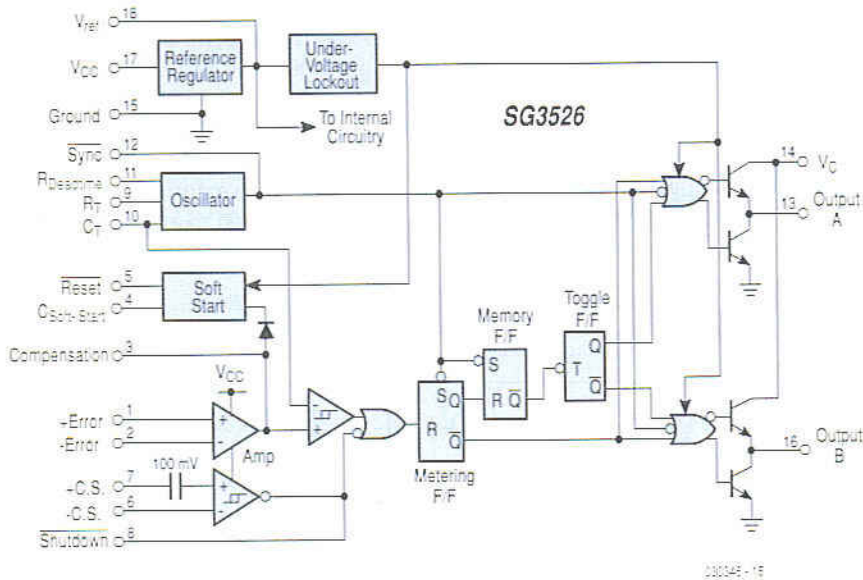 Vref 18
VCC 17
Reference
Regulator
Under-
Voltage
Lockout
Ground 15
To Internal
Circuitry
SG3526
Sync 12
RDeadtime 11
RT 9
CT 10
Oscillator
14 VC
13 Output
A
Reset 5
CSoft-Start 4
Soft
Start
Memory
F/F
Toggle
F/F
S
R Q
T
Q
Q
Compensation 3
VCC
+Error 1
-Error 2
+
-
Amp
-
+
S Q
R
Q
Metering
F/F
16 Output
B
100 mV
+C.S. 7
-C.S. 6
+
-
Shutdown 8
030346 - 15